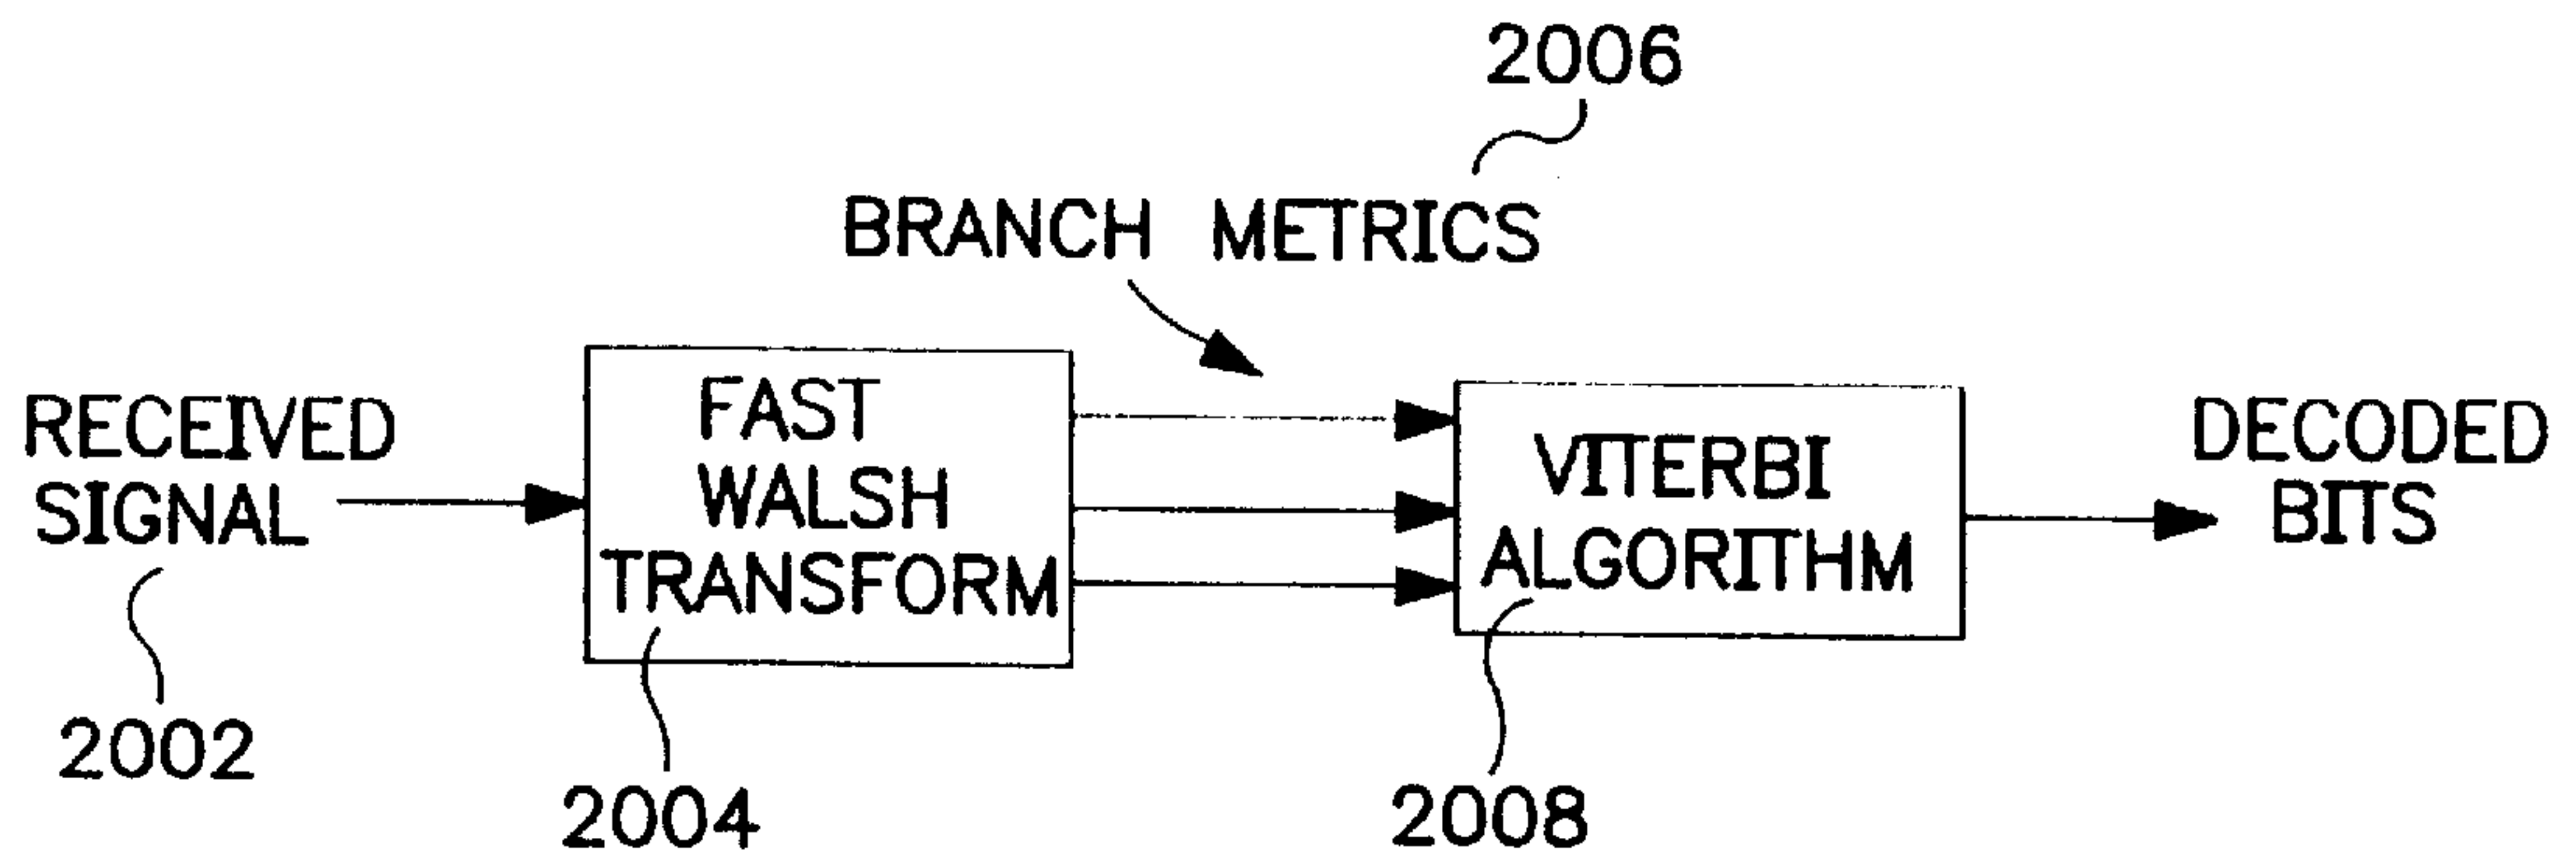 2006
BRANCH METRICS
RECEIVED
SIGNAL
2002
FAST
WALSH
TRANSFORM
2004
VITERBI
ALGORITHM
2008
DECODED
BITS